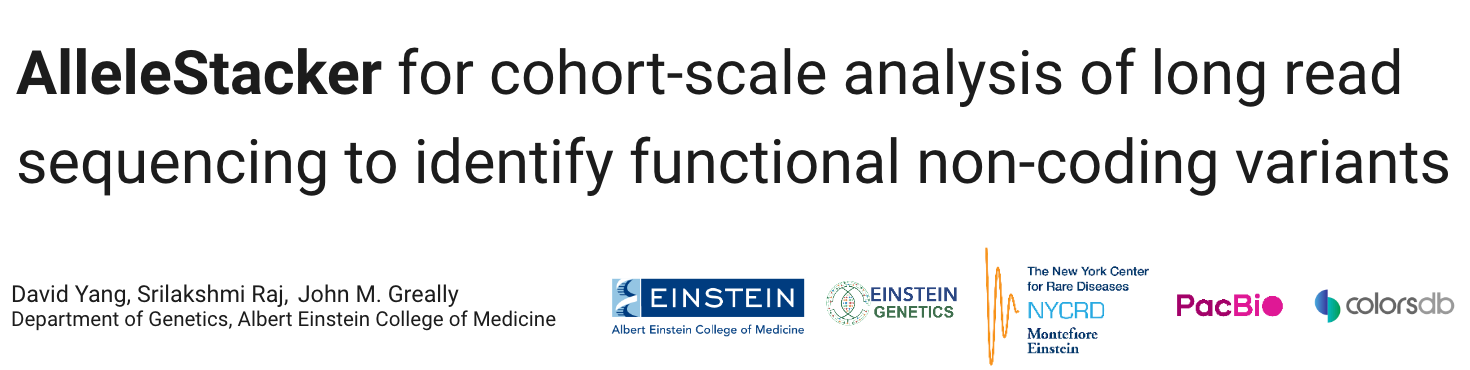 AlleleStacker for cohort-scale analysis of long read
sequencing to identify functional non-coding variants
David Yang, Srilakshmi Raj, John M. Greally
Department of Genetics, Albert Einstein College of Medicine
EINSTEIN
Albert Einstein College of Medicine
EINSTEIN
GENETICS
The New York Center
for Rare Diseases
NYCRD
Montefiore
Einstein
PacBio
colorsdb